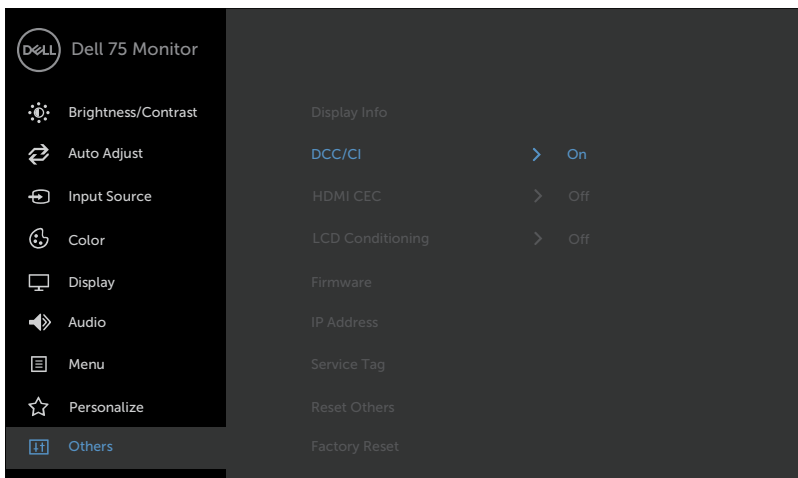 DELL Dell 75 Monitor
Brightness/Contrast Display Info
Auto Adjust DCC/CI On
Input Source HDMI CEC Off
Color LCD Conditioning Off
Display Firmware
Audio IP Address
Menu Service Tag
Personalize Reset Others
Others Factory Reset